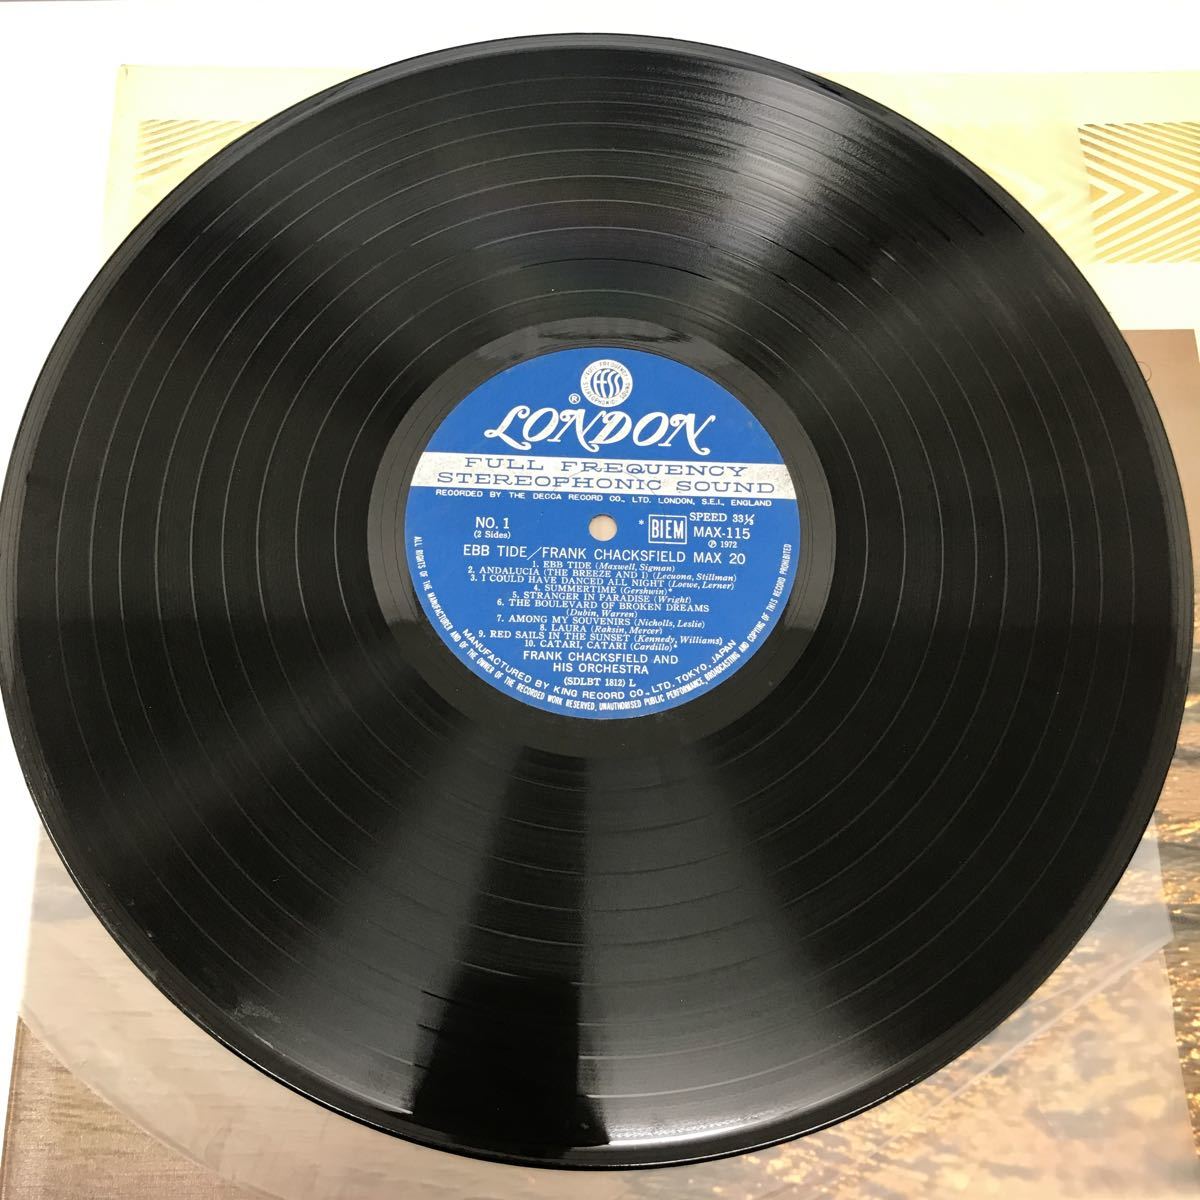 FULL FREQUENCY STEREOPHONIC SOUND
ffss
®
LONDON
FULL FREQUENCY
STEREOPHONIC SOUND
RECORDED BY THE DECCA RECORD CO., LTD. LONDON, S.E.I., ENGLAND
NO. 1
(2 Sides)
* BIEM
SPEED 33⅓
MAX-115
℗ 1972
EBB TIDE/FRANK CHACKSFIELD MAX 20
1. EBB TIDE (Maxwell, Sigman)
2. ANDALUCIA (THE BREEZE AND I) (Lecuona, Stillman)
3. I COULD HAVE DANCED ALL NIGHT (Loewe, Lerner)
4. SUMMERTIME (Gershwin)*
5. STRANGER IN PARADISE (Wright)
6. THE BOULEVARD OF BROKEN DREAMS
(Dubin, Warren)
7. AMONG MY SOUVENIRS (Nicholls, Leslie)
8. LAURA (Raksin, Mercer)
9. RED SAILS IN THE SUNSET (Kennedy, Williams)
10. CATARI, CATARI (Cardillo)*
FRANK CHACKSFIELD AND
HIS ORCHESTRA
(SDLBT 1812) L
MANUFACTURED BY KING RECORD CO., LTD. TOKYO, JAPAN
ALL RIGHTS OF THE MANUFACTURER AND OF THE OWNER OF THE RECORDED WORK RESERVED, UNAUTHORISED PUBLIC PERFORMANCE, BROADCASTING AND COPYING OF THIS RECORD PROHIBITED